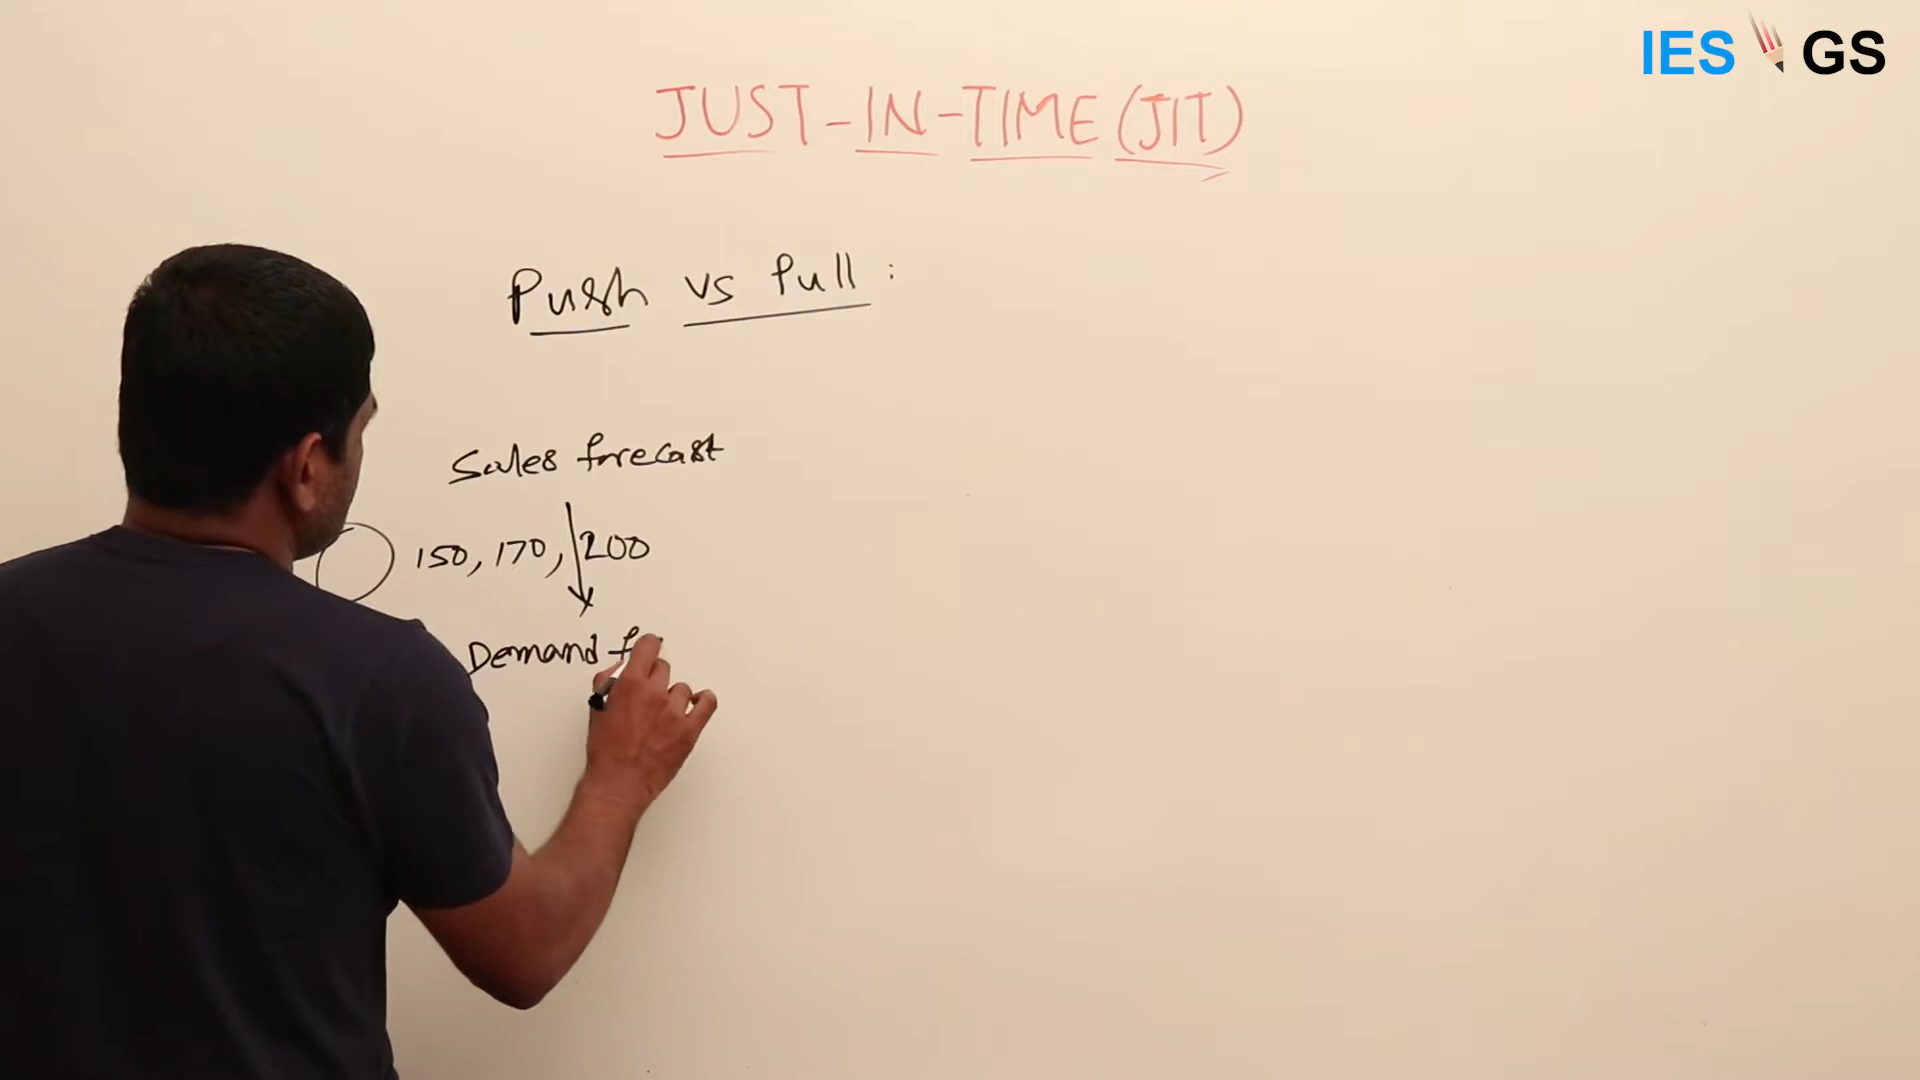 IES GS
JUST-IN-TIME (JIT)
Push vs Pull :
Sales forecast
150, 170, 200
Demand